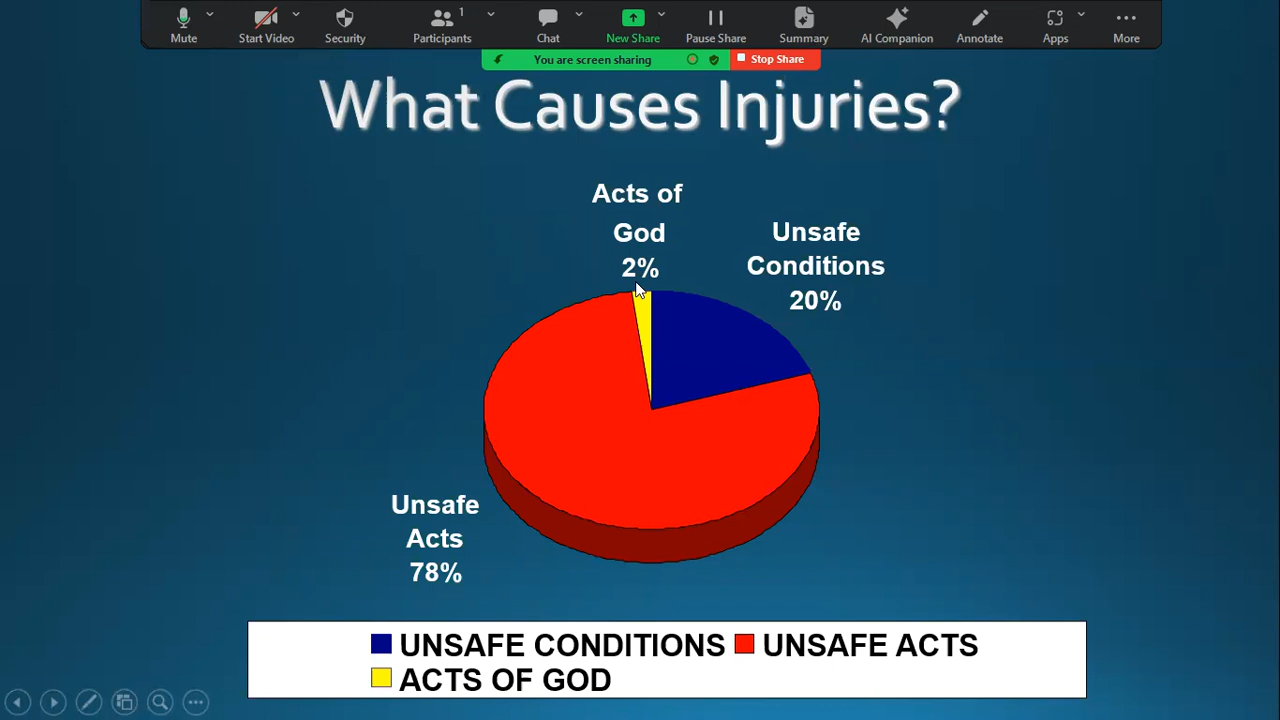 1
Mute
Start Video
Security
Participants
Chat
New Share
Pause Share
Summary
AI Companion
Annotate
Apps
More
You are screen sharing
Stop Share
What Causes Injuries?
Acts of
God
2%
Unsafe
Conditions
20%
Unsafe
Acts
78%
UNSAFE CONDITIONS UNSAFE ACTS
ACTS OF GOD